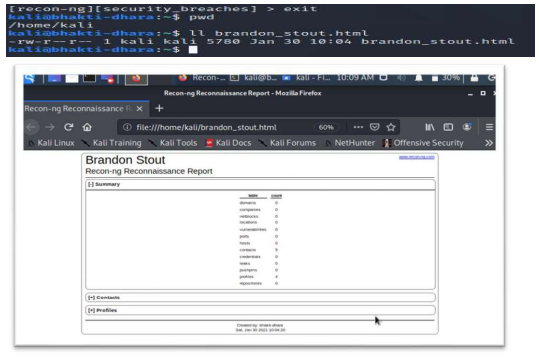 [recon-ng][security_breaches] > exit
kali@bhakti-dhara:~$ pwd
/home/kali
kali@bhakti-dhara:~$ ll brandon_stout.html
-rw-r--r-- 1 kali kali 5780 Jan 30 10:04 brandon_stout.html
kali@bhakti-dhara:~$
Recon-... kali@b... kali - Fi... 10:09 AM 30%
Recon-ng Reconnaissance Report - Mozilla Firefox
Recon-ng Reconnaissance R
file:///home/kali/brandon_stout.html 60%
Kali Linux Kali Training Kali Tools Kali Docs Kali Forums NetHunter Offensive Security
Brandon Stout www.recon-ng.com
Recon-ng Reconnaissance Report
[-] Summary
table count
domains 0
companies 0
netblocks 0
locations 0
vulnerabilities 0
ports 0
hosts 0
contacts 5
credentials 0
leaks 0
pushpins 0
profiles 4
repositories 0
[+] Contacts
[+] Profiles
Created by: dhara
Sat, Jan 30 2021 10:04:29